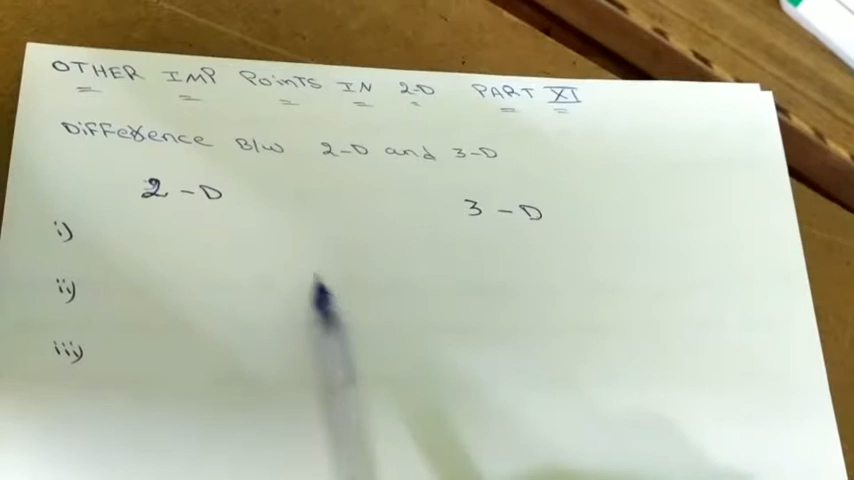 OTHER IMP POINTS IN 2-D PART XI
Difference B/W 2-D and 3-D
2-D 3-D
i)
ii)
iii)